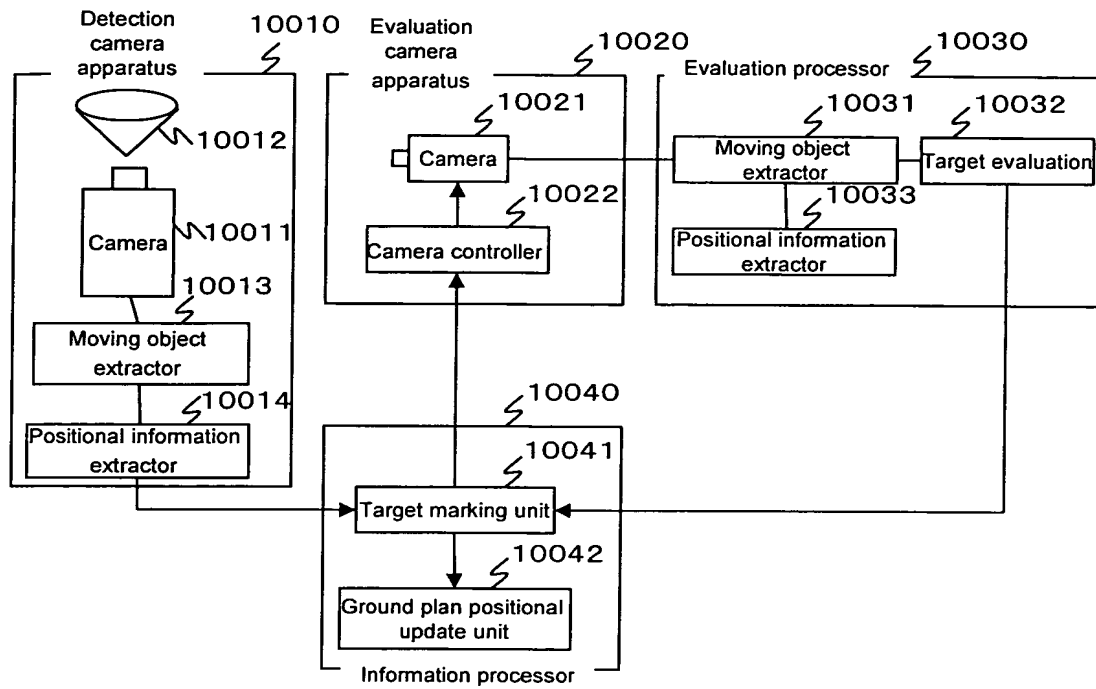 Detection
camera
apparatus
10010
10012
Camera
10011
10013
Moving object
extractor
10014
Positional information
extractor
Evaluation
camera
apparatus
10020
10021
Camera
10022
Camera controller
Evaluation processor
10030
10031
10032
Moving object
extractor
Target evaluation
10033
Positional information
extractor
10040
10041
Target marking unit
10042
Ground plan positional
update unit
Information processor